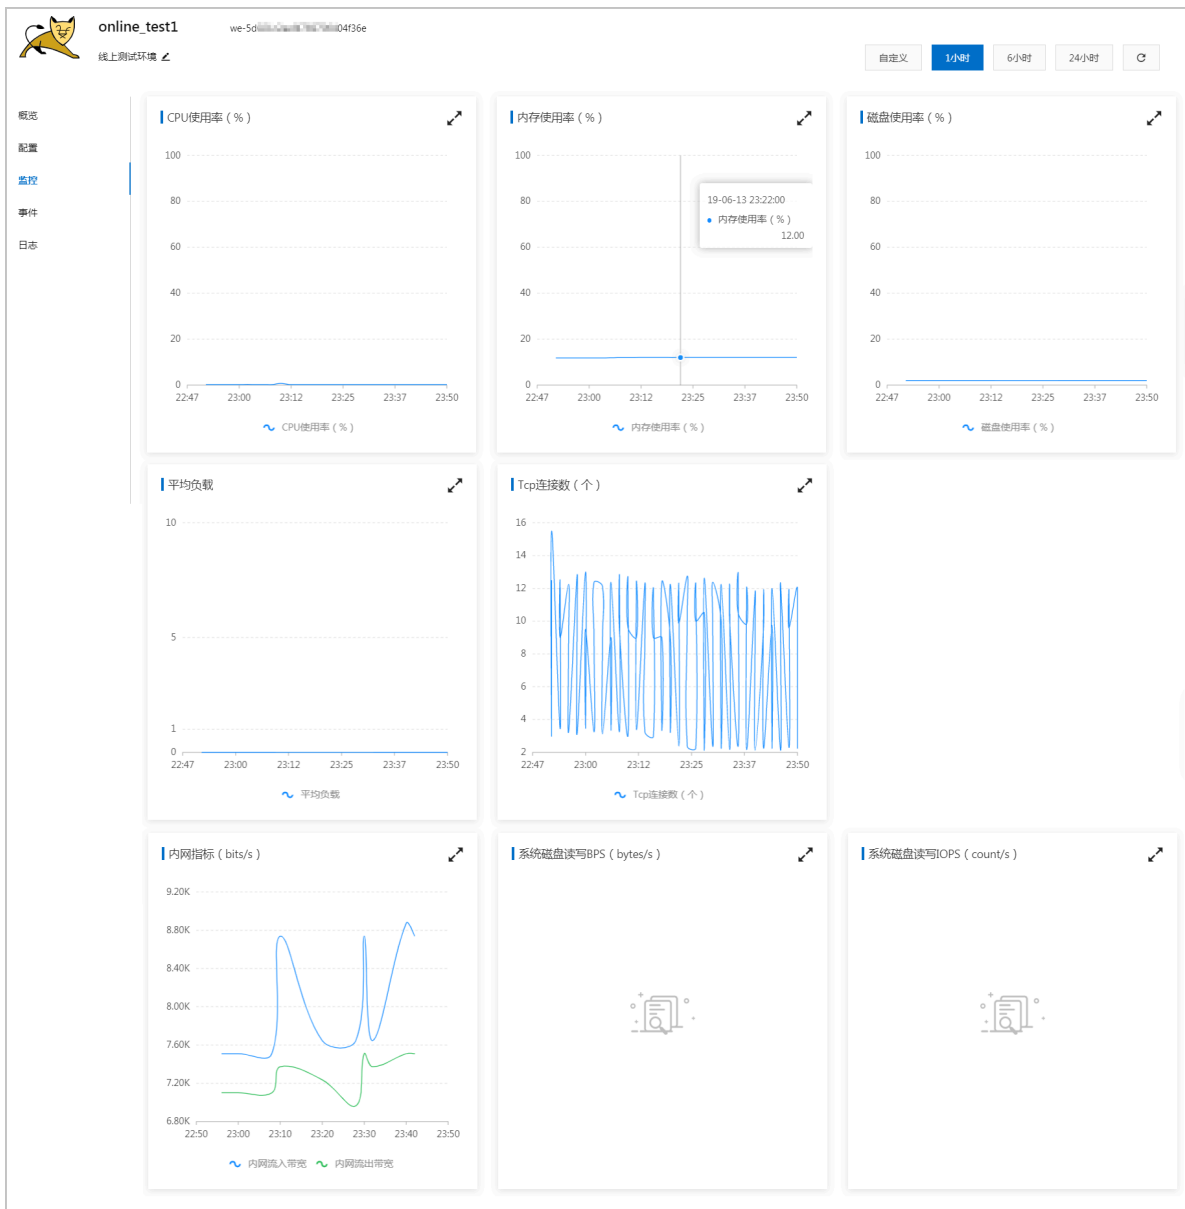 online_test1
we-5d 04f36e
线上测试环境
自定义 1小时 6小时 24小时
概览
配置
监控
事件
日志
CPU使用率 ( % )
100
80
60
40
20
0
22:47 23:00 23:12 23:25 23:37 23:50
CPU使用率 ( % )
内存使用率 ( % )
100
80
60
40
20
0
19-06-13 23:22:00
内存使用率 ( % )
12.00
22:47 23:00 23:12 23:25 23:37 23:50
内存使用率 ( % )
磁盘使用率 ( % )
100
80
60
40
20
0
22:47 23:00 23:12 23:25 23:37 23:50
磁盘使用率 ( % )
平均负载
10
5
1
0
22:47 23:00 23:12 23:25 23:37 23:50
平均负载
Tcp连接数 ( 个 )
16
14
12
10
8
6
4
2
22:47 23:00 23:12 23:25 23:37 23:50
Tcp连接数 ( 个 )
内网指标 ( bits/s )
9.20K
8.80K
8.40K
8.00K
7.60K
7.20K
6.80K
22:50 23:00 23:10 23:20 23:30 23:40 23:50
内网流入带宽 内网流出带宽
系统磁盘读写BPS ( bytes/s )
系统磁盘读写IOPS ( count/s )